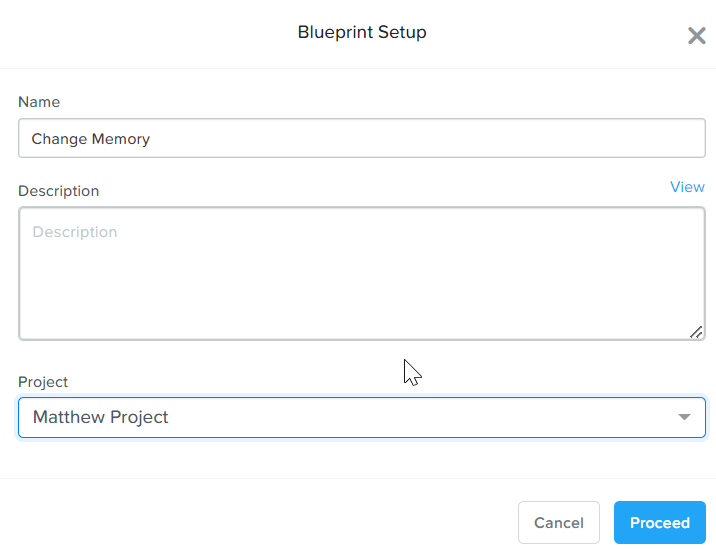 Blueprint Setup
Name
Change Memory
Description
View
Description
Project
Matthew Project
Cancel
Proceed